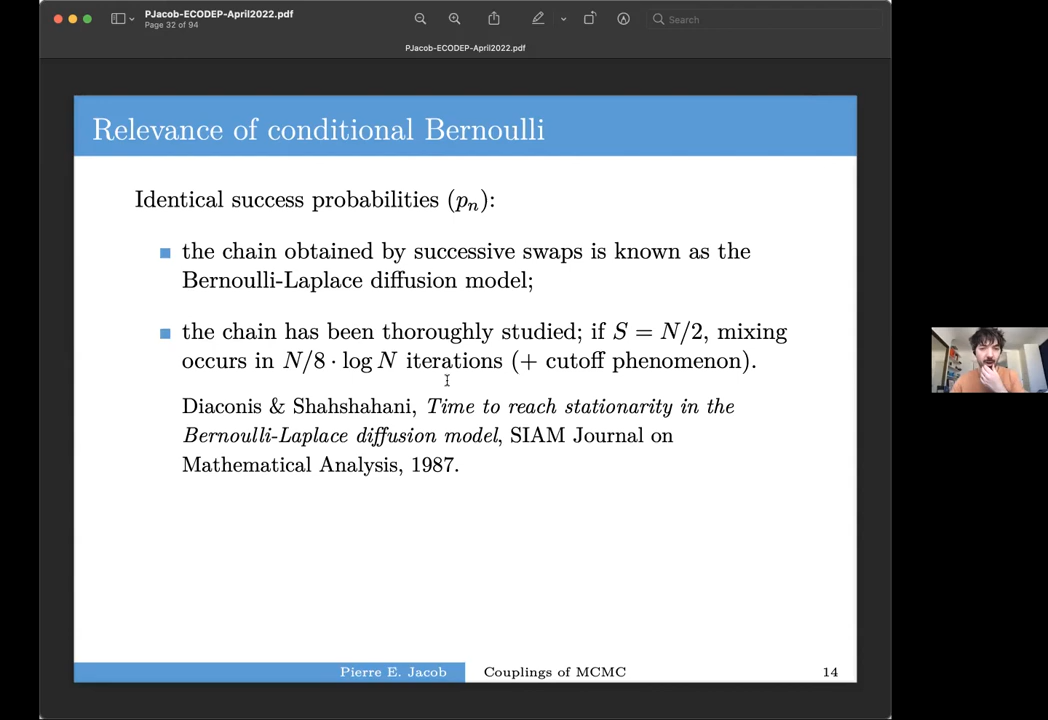 PJacob-ECODEP-April2022.pdf
Page 32 of 94
Search
PJacob-ECODEP-April2022.pdf
Relevance of conditional Bernoulli
Identical success probabilities (pₙ):
the chain obtained by successive swaps is known as the
Bernoulli-Laplace diffusion model;
the chain has been thoroughly studied; if S = N/2, mixing
occurs in N/8 · log N iterations (+ cutoff phenomenon).
Diaconis & Shahshahani, Time to reach stationarity in the
Bernoulli-Laplace diffusion model, SIAM Journal on
Mathematical Analysis, 1987.
Pierre E. Jacob Couplings of MCMC 14